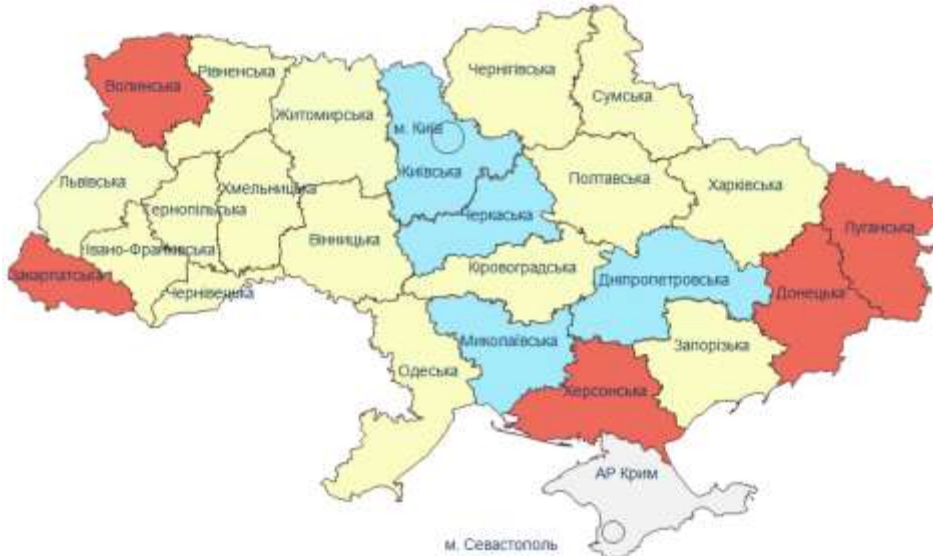 Волинська
Рівненська
Житомирська
Чернігівська
Сумська
м. Київ
Київська
Львівська
Тернопільська
Хмельницька
Полтавська
Харківська
Черкаська
Луганська
Івано-Франківська
Вінницька
Закарпатська
Чернівецька
Кіровоградська
Дніпропетровська
Донецька
Миколаївська
Запорізька
Одеська
Херсонська
АР Крим
м. Севастополь